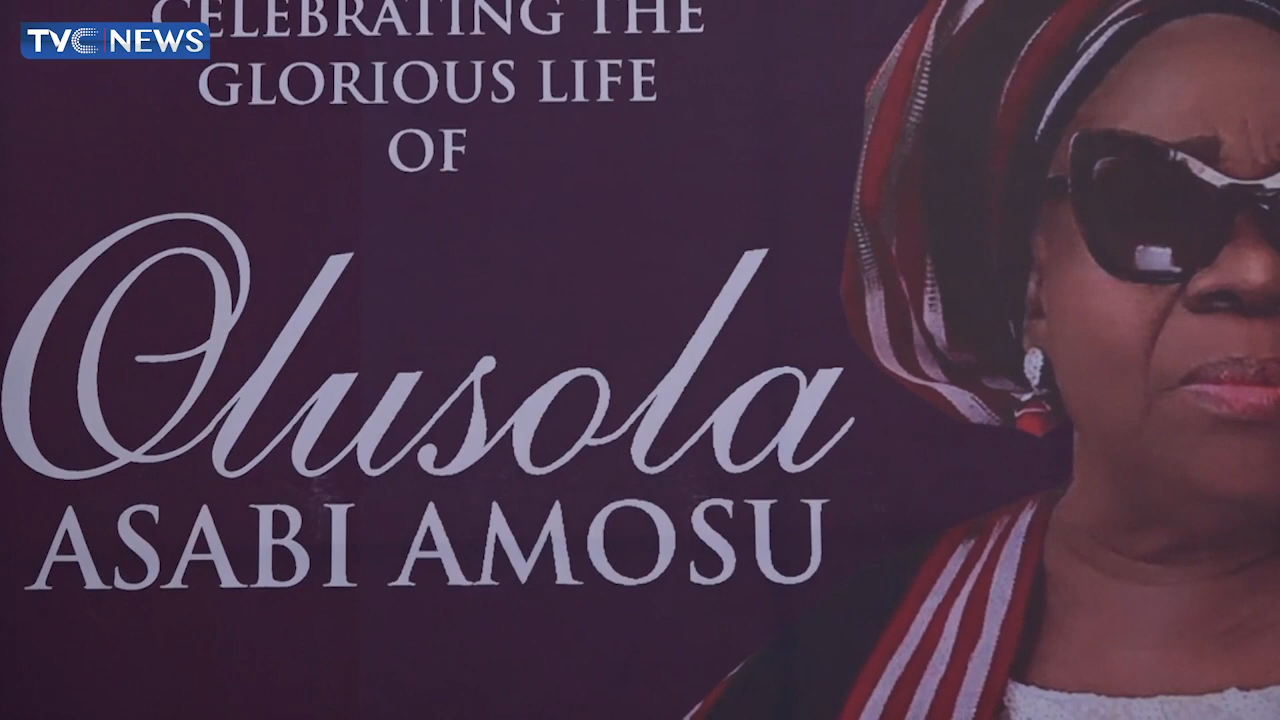 TVC NEWS
CELEBRATING THE
GLORIOUS LIFE
OF
Olusola
ASABI AMOSU